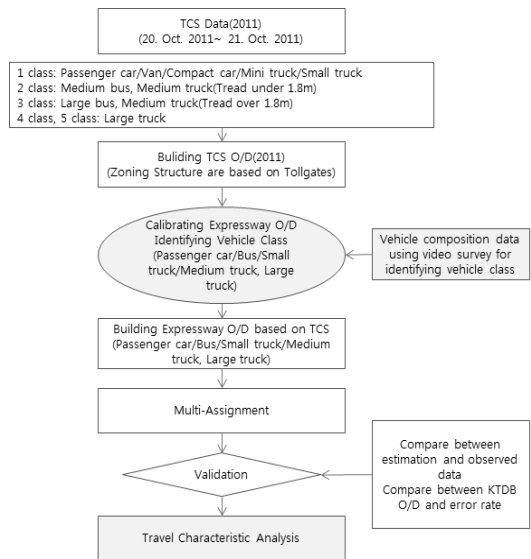 TCS Data(2011)
(20. Oct. 2011~ 21. Oct. 2011)
1 class: Passenger car/Van/Compact car/Mini truck/Small truck
2 class: Medium bus, Medium truck(Tread under 1.8m)
3 class: Large bus, Medium truck(Tread over 1.8m)
4 class, 5 class: Large truck
Buliding TCS O/D(2011)
(Zoning Structure are based on Tollgates)
Calibrating Expressway O/D
Identifying Vehicle Class
(Passenger car/Bus/Small
truck/Medium truck, Large
truck)
Vehicle composition data
using video survey for
identifying vehicle class
Building Expressway O/D based on TCS
(Passenger car/Bus/Small truck/Medium
truck, Large truck)
Multi-Assignment
Validation
Compare between
estimation and observed
data
Compare between KTDB
O/D and error rate
Travel Characteristic Analysis